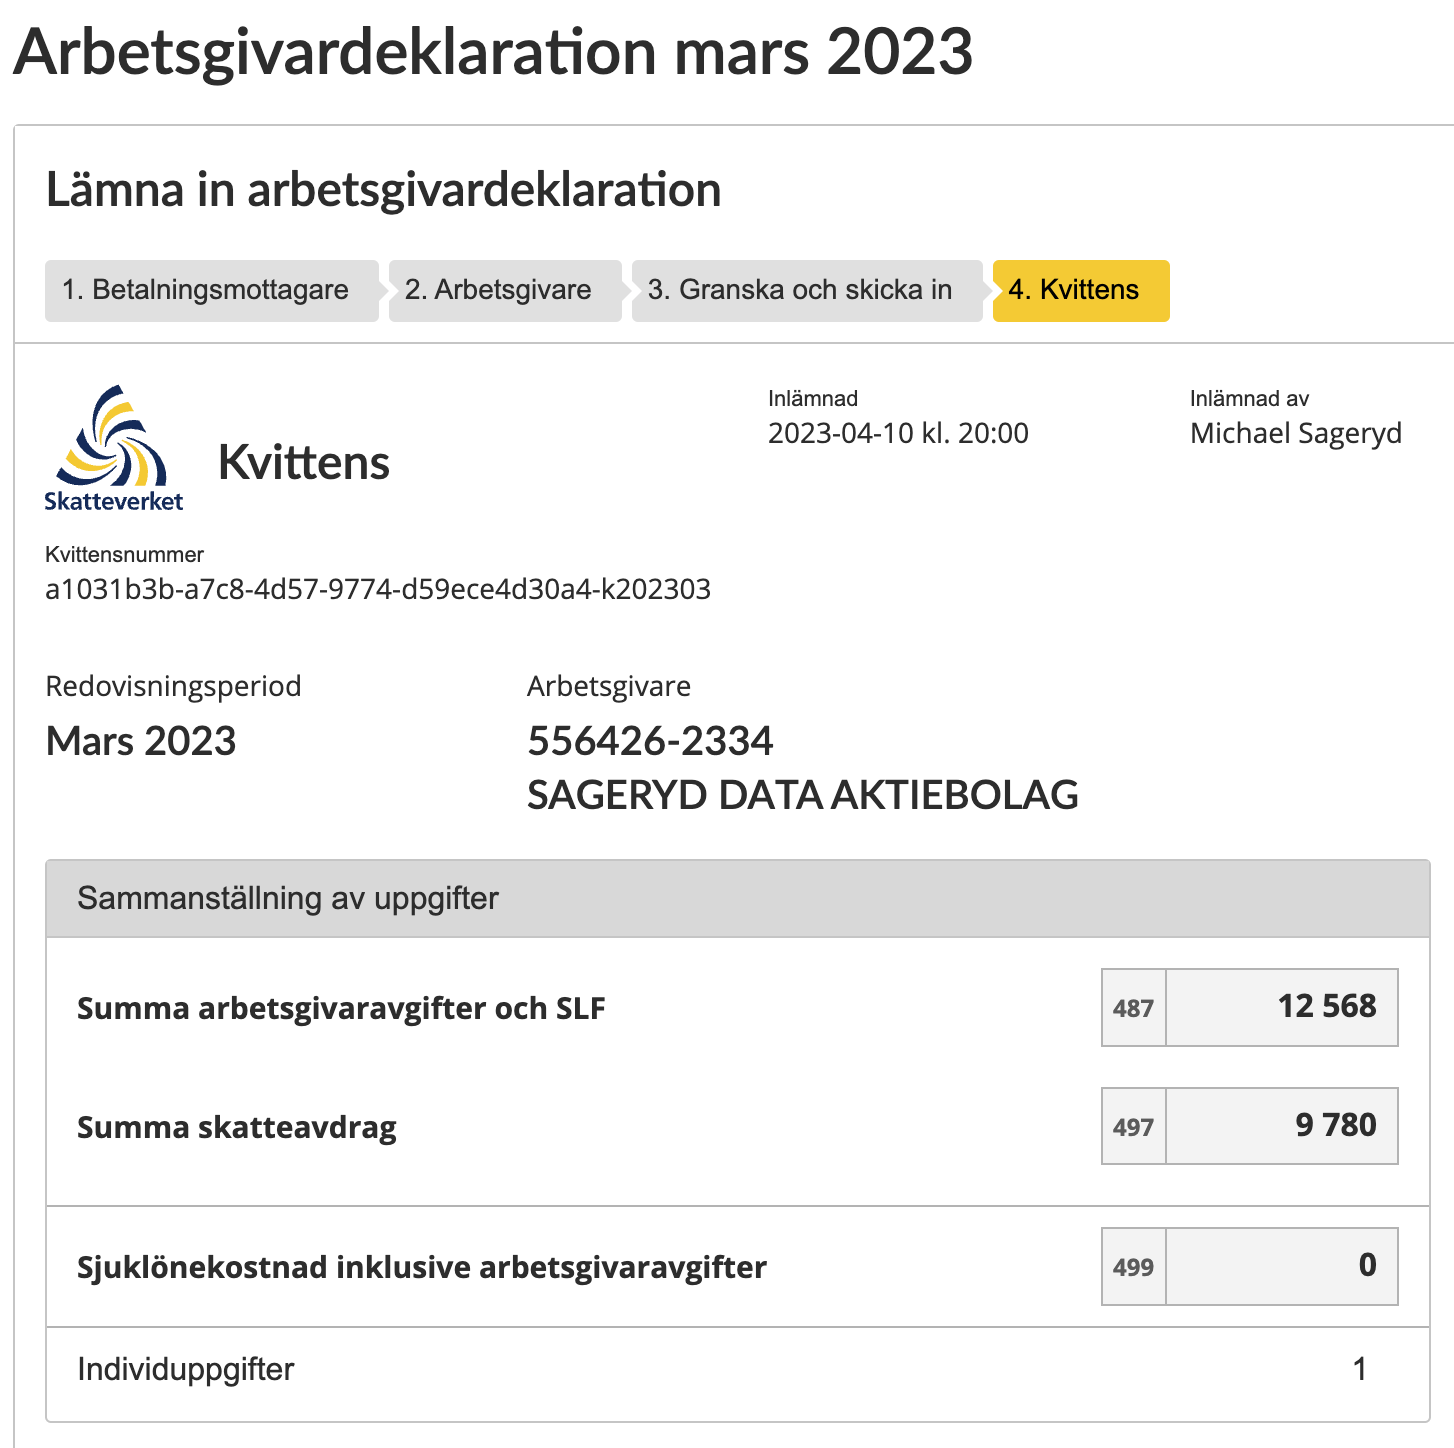 Arbetsgivardeklaration mars 2023
Lämna in arbetsgivardeklaration
1. Betalningsmottagare
2. Arbetsgivare
3. Granska och skicka in
4. Kvittens
Skatteverket
Kvittens
Inlämnad
2023-04-10 kl. 20:00
Inlämnad av
Michael Sageryd
Kvittensnummer
a1031b3b-a7c8-4d57-9774-d59ece4d30a4-k202303
Redovisningsperiod
Mars 2023
Arbetsgivare
556426-2334
SAGERYD DATA AKTIEBOLAG
Sammanställning av uppgifter
Summa arbetsgivaravgifter och SLF 487 12 568
Summa skatteavdrag 497 9 780
Sjuklönekostnad inklusive arbetsgivaravgifter 499 0
Individuppgifter 1